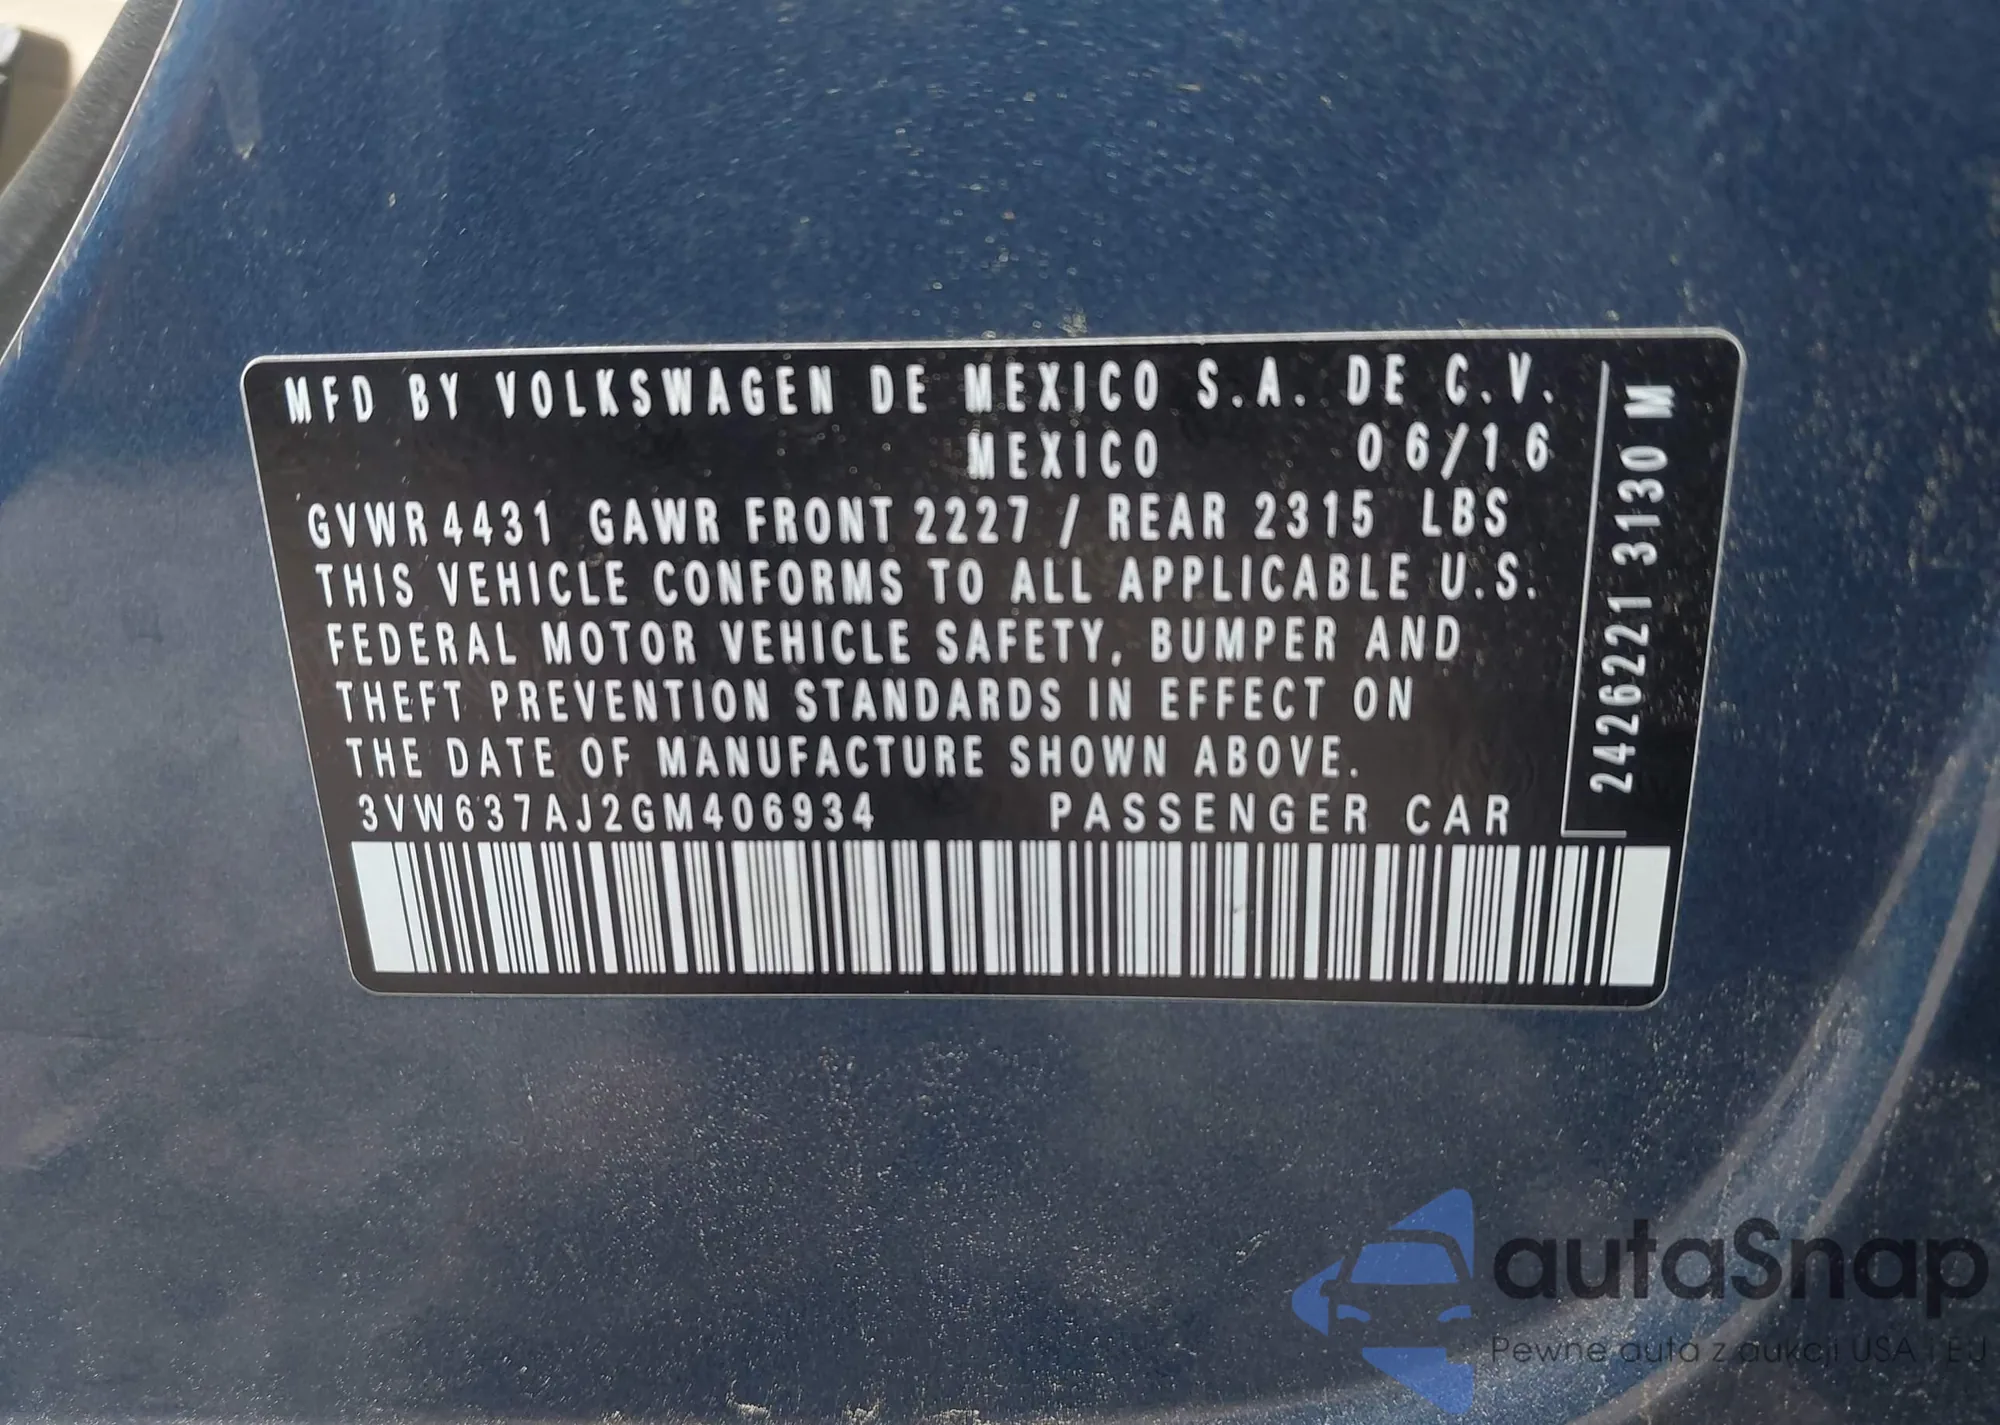 MFD BY VOLKSWAGEN DE MEXICO S.A. DE C.V.
MEXICO 06/16
GVWR 4431 GAWR FRONT 2227 / REAR 2315 LBS
THIS VEHICLE CONFORMS TO ALL APPLICABLE U.S.
FEDERAL MOTOR VEHICLE SAFETY, BUMPER AND
THEFT PREVENTION STANDARDS IN EFFECT ON
THE DATE OF MANUFACTURE SHOWN ABOVE.
3VW637AJ2GM406934 PASSENGER CAR
2426221 3130 M
autaSnap
Pewne auta z aukcji USA i EU